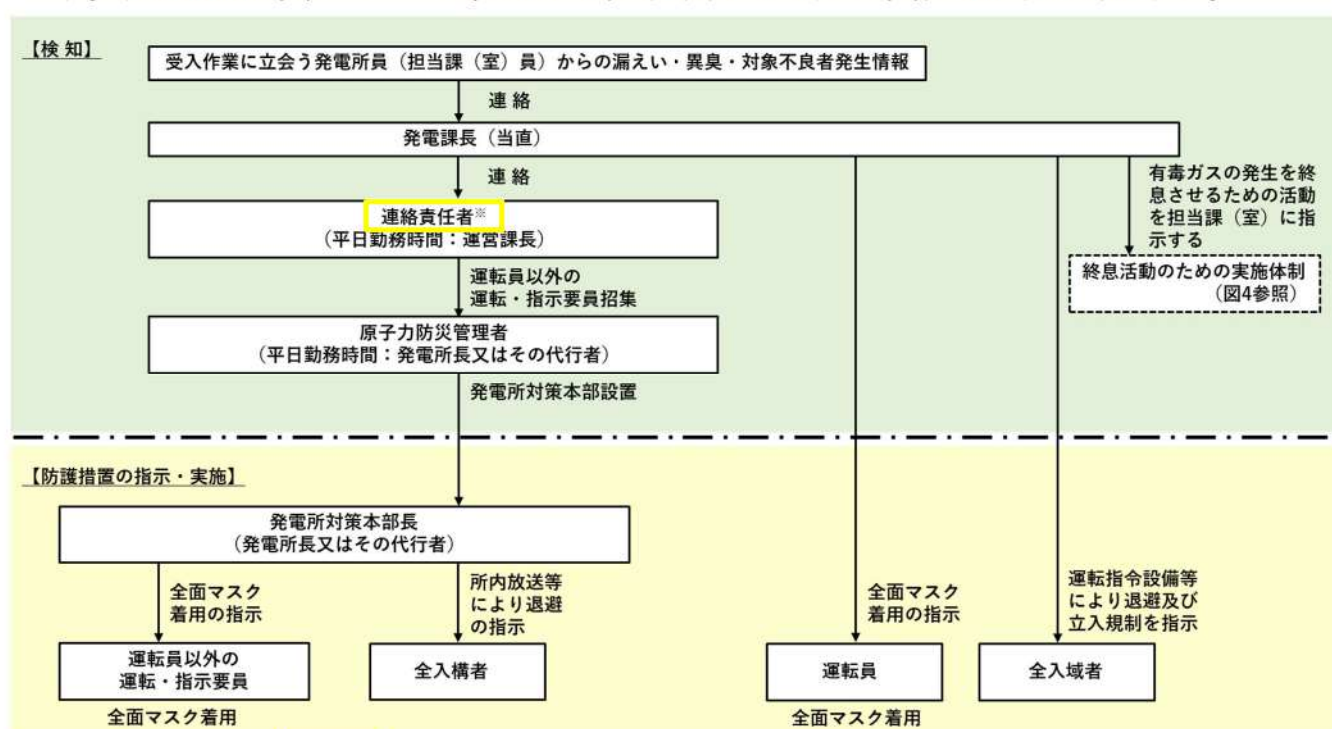 【検 知】
受入作業に立会う発電所員（担当課（室）員）からの漏えい・異臭・対象不良者発生情報
連 絡
発電課長（当直）
連 絡
有毒ガスの発生を終
息させるための活動
を担当課（室）に指
示する
連絡責任者※
（平日勤務時間：運営課長）
終息活動のための実施体制
（図4参照）
運転員以外の
運転・指示要員招集
原子力防災管理者
（平日勤務時間：発電所長又はその代行者）
発電所対策本部設置
【防護措置の指示・実施】
発電所対策本部長
（発電所長又はその代行者）
全面マスク
着用の指示
所内放送等
により退避
の指示
全面マスク
着用の指示
運転指令設備等
により退避及び
立入規制を指示
運転員以外の
運転・指示要員
全入構者
運転員
全入域者
全面マスク着用
全面マスク着用